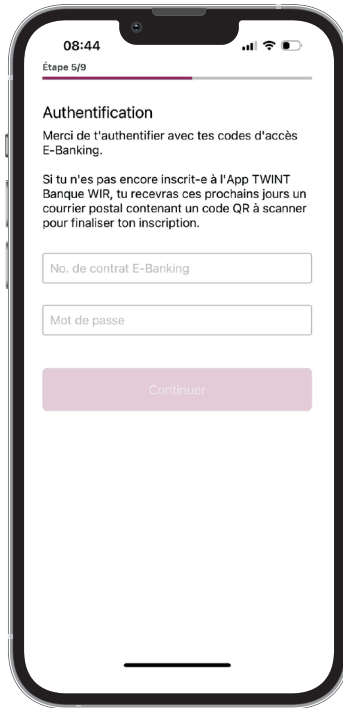 08:44
Étape 5/9
Authentification
Merci de t'authentifier avec tes codes d'accès
E-Banking.
Si tu n'es pas encore inscrit-e à l'App TWINT
Banque WIR, tu recevras ces prochains jours un
courrier postal contenant un code QR à scanner
pour finaliser ton inscription.
No. de contrat E-Banking
Mot de passe
Continuer